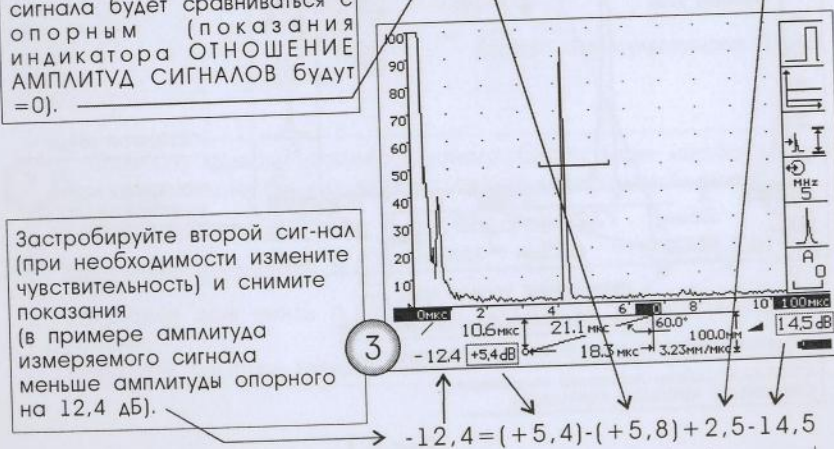 сигнала будет сравниваться с
опорным (показания
индикатора ОТНОШЕНИЕ
АМПЛИТУД СИГНАЛОВ будут
=0).
100
90
80
70
60
50
40
30
20
10
MHz
5
A
0
0мкс 2' 4' 6' 8' 10' 100мкс
10.6мкс 21.1мкс 60.0° 100.0мм 14,5dB
-12.4 +5,4dB 18.3мкс 3.23мм/мкс
3
Застробируйте второй сиг-нал
(при необходимости измените
чувствительность) и снимите
показания
(в примере амплитуда
измеряемого сигнала
меньше амплитуды опорного
на 12,4 дБ).
-12,4=(+5,4)-(+5,8)+2,5-14,5